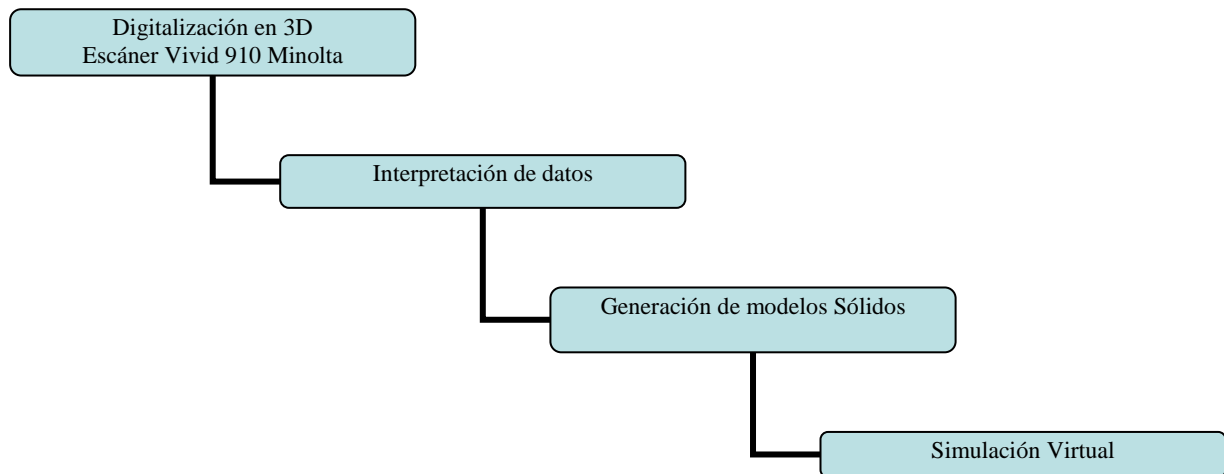 Digitalización en 3D
Escáner Vivid 910 Minolta
Interpretación de datos
Generación de modelos Sólidos
Simulación Virtual